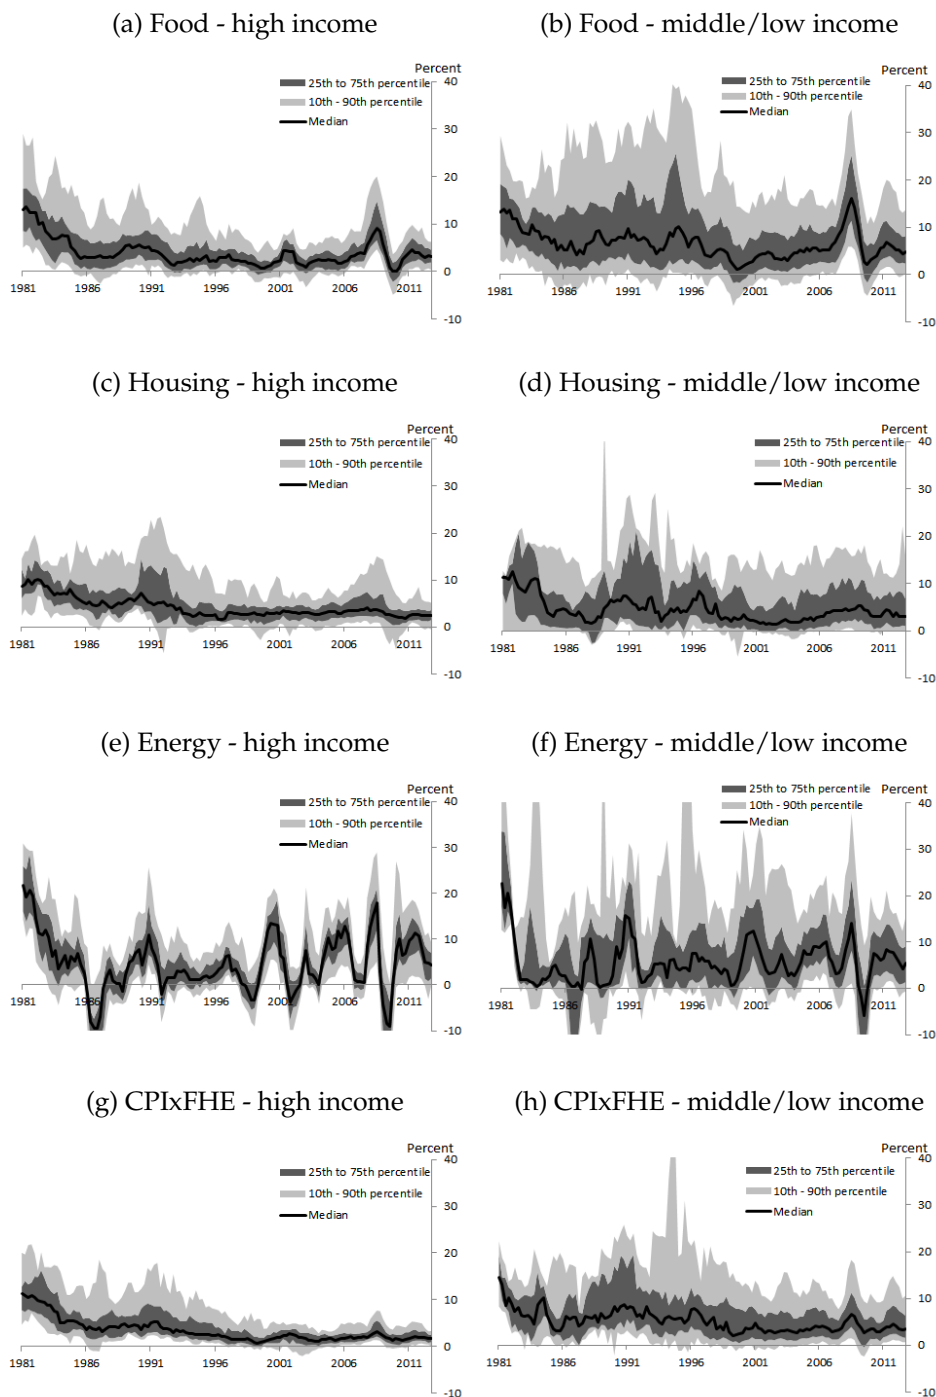 (a) Food - high income
(b) Food - middle/low income
Percent
25th to 75th percentile
10th - 90th percentile
Median
40
30
20
10
0
-10
1981 1986 1991 1996 2001 2006 2011
Percent
25th to 75th percentile
10th - 90th percentile
Median
40
30
20
10
0
-10
1981 1986 1991 1996 2001 2006 2011
(c) Housing - high income
(d) Housing - middle/low income
Percent
25th to 75th percentile
10th - 90th percentile
Median
40
30
20
10
0
-10
1981 1986 1991 1996 2001 2006 2011
Percent
25th to 75th percentile
10th - 90th percentile
Median
40
30
20
10
0
-10
1981 1986 1991 1996 2001 2006 2011
(e) Energy - high income
(f) Energy - middle/low income
Percent
25th to 75th percentile
10th - 90th percentile
Median
40
30
20
10
0
-10
1981 1986 1991 1996 2001 2006 2011
Percent
25th to 75th percentile
10th - 90th percentile
Median
40
30
20
10
0
-10
1981 1986 1991 1996 2001 2006 2011
(g) CPIxFHE - high income
(h) CPIxFHE - middle/low income
Percent
25th to 75th percentile
10th - 90th percentile
Median
40
30
20
10
0
-10
1981 1986 1991 1996 2001 2006 2011
Percent
25th to 75th percentile
10th - 90th percentile
Median
40
30
20
10
0
-10
1981 1986 1991 1996 2001 2006 2011